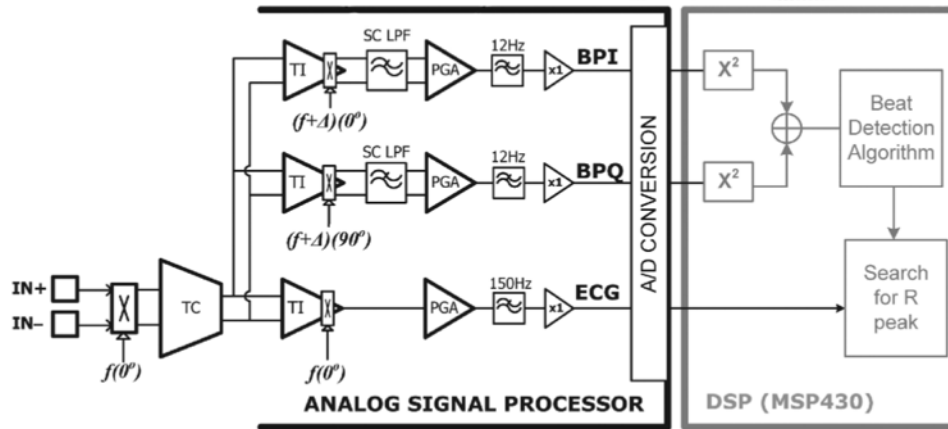 SC LPF
12Hz
BPI
TI
PGA
x1
X²
(f+Δ)(0°)
SC LPF
12Hz
BPQ
TI
PGA
x1
X²
(f+Δ)(90°)
Beat
Detection
Algorithm
A/D CONVERSION
IN+
IN–
X
TC
TI
X
PGA
150Hz
x1
ECG
Search
for R
peak
f(0°)
f(0°)
ANALOG SIGNAL PROCESSOR
DSP (MSP430)